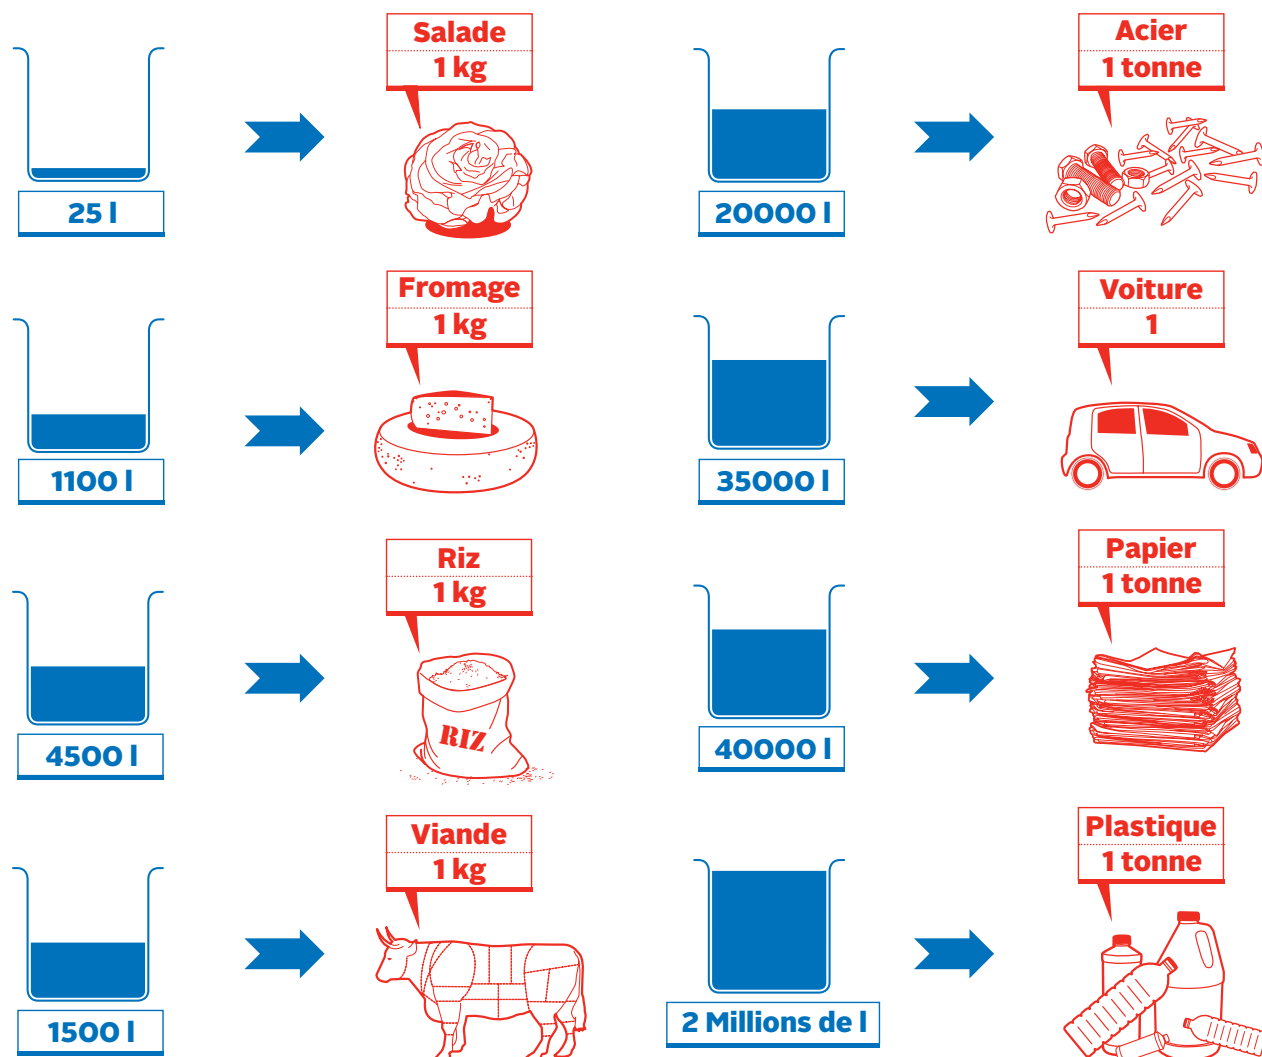 Salade
1 kg
25 l
Acier
1 tonne
20000 l
Fromage
1 kg
1100 l
Voiture
1
35000 l
Riz
1 kg
RIZ
4500 l
Papier
1 tonne
40000 l
Viande
1 kg
1500 l
Plastique
1 tonne
2 Millions de l